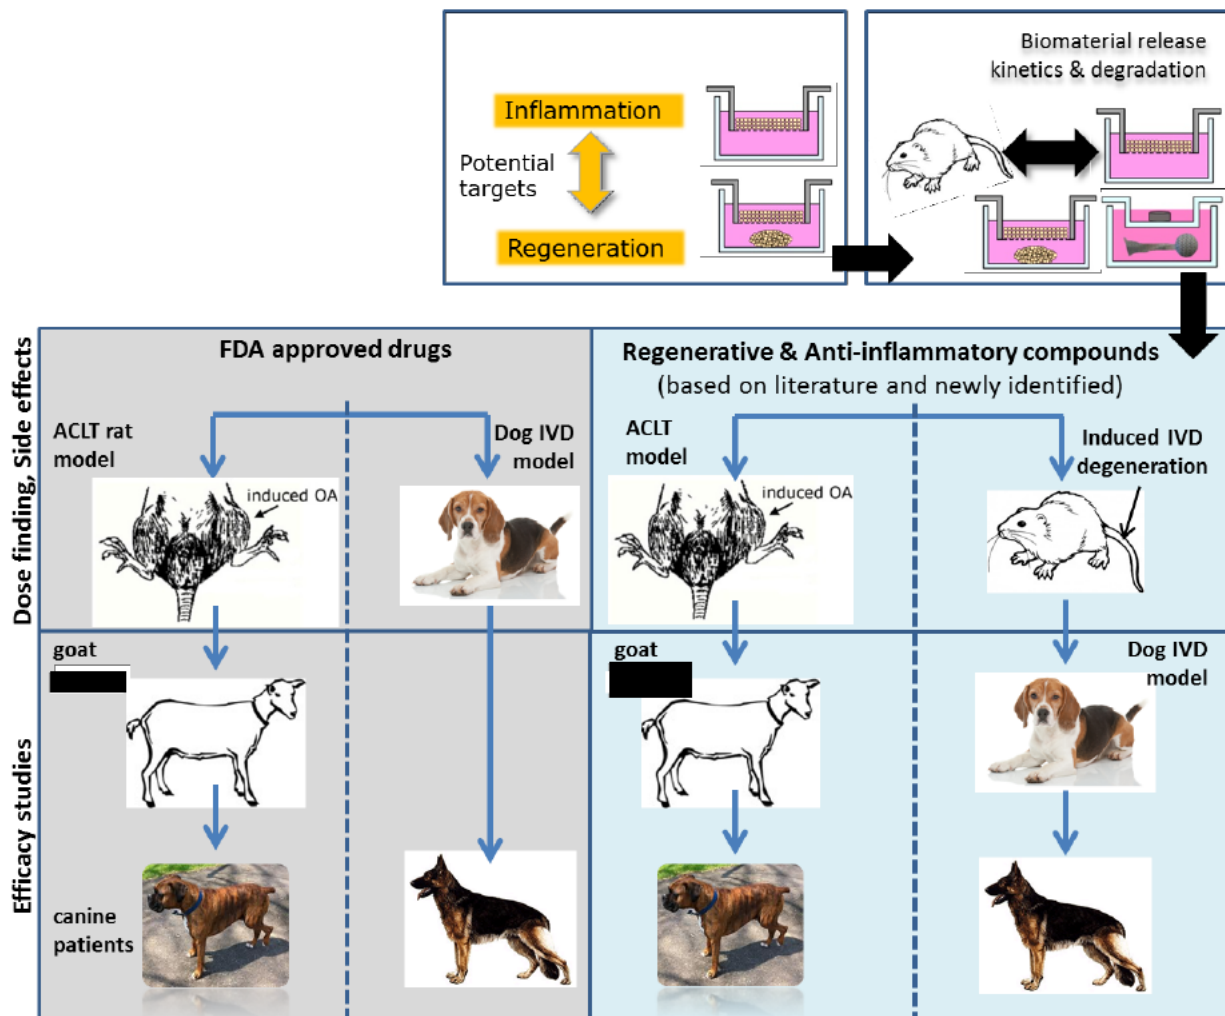 Inflammation
Potential
targets
Regeneration
Biomaterial release
kinetics & degradation
Dose finding, Side effects
FDA approved drugs
ACLT rat
model
induced OA
Dog IVD
model
Regenerative & Anti-inflammatory compounds
(based on literature and newly identified)
ACLT
model
induced OA
Induced IVD
degeneration
Efficacy studies
goat
canine
patients
goat
Dog IVD
model